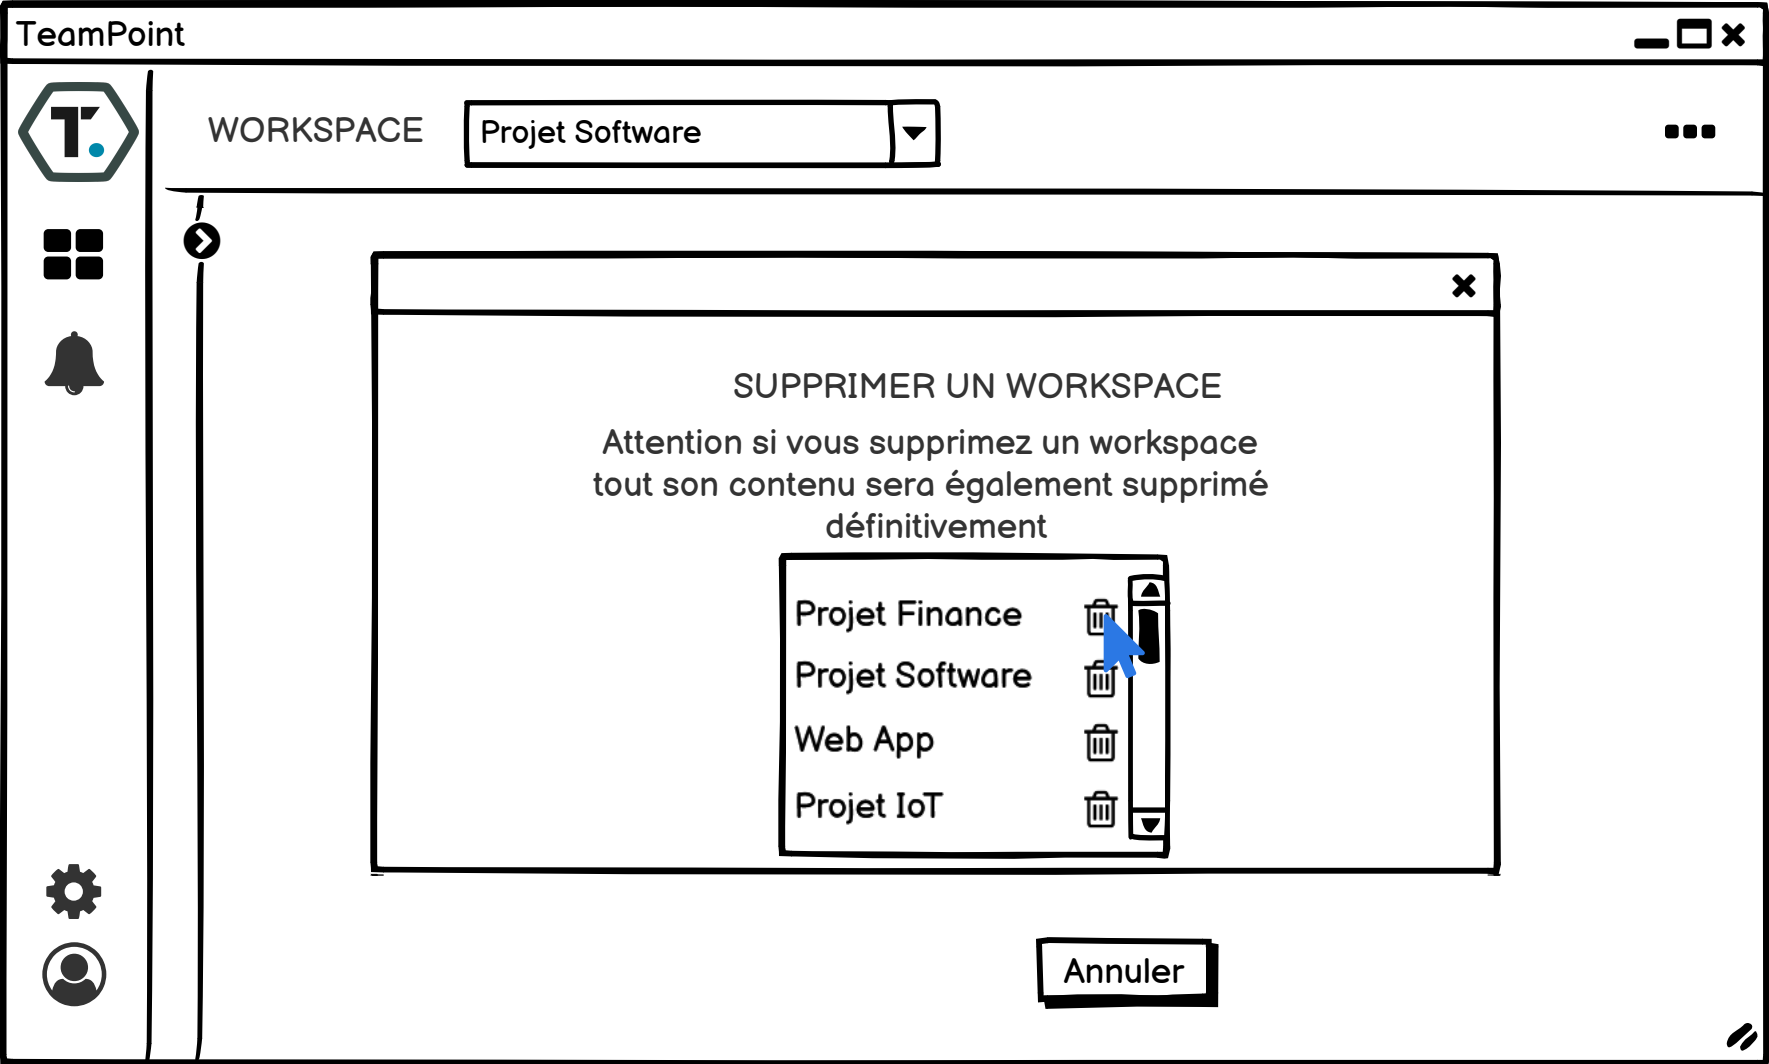 TeamPoint
T.
WORKSPACE
Projet Software
SUPPRIMER UN WORKSPACE
Attention si vous supprimez un workspace
tout son contenu sera également supprimé
définitivement
Projet Finance
Projet Software
Web App
Projet IoT
Annuler